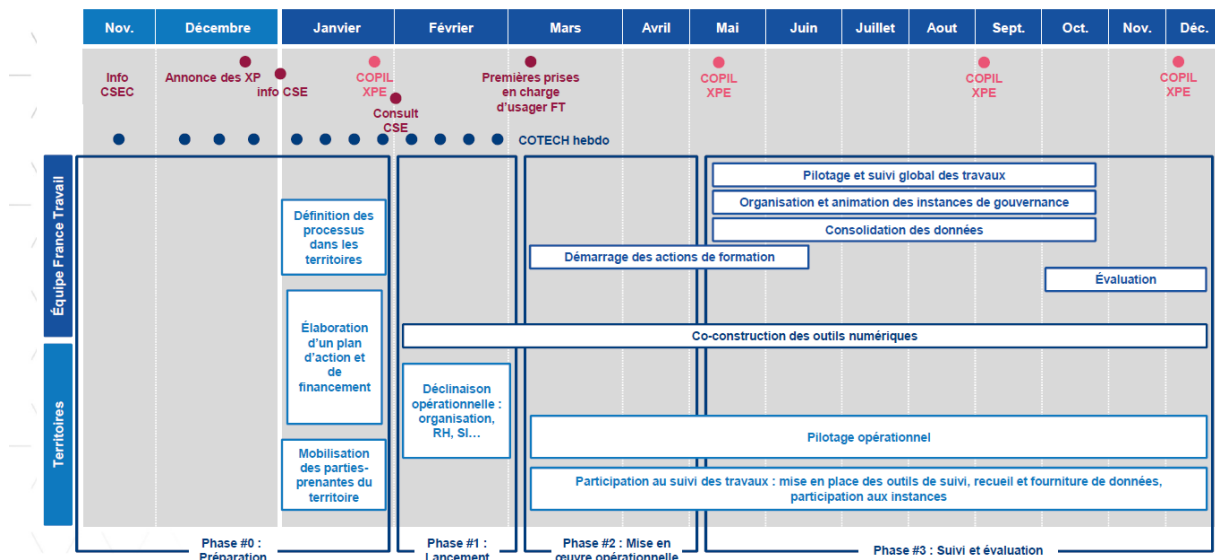 Nov.
Décembre
Janvier
Février
Mars
Avril
Mai
Juin
Juillet
Aout
Sept.
Oct.
Nov.
Déc.
Info
CSEC
Annonce des XP
info CSE
COPIL
XPE
Consult
CSE
Premières prises
en charge
d'usager FT
COPIL
XPE
COPIL
XPE
COPIL
XPE
COTECH hebdo
Équipe France Travail
Pilotage et suivi global des travaux
Organisation et animation des instances de gouvernance
Consolidation des données
Définition des
processus dans les
territoires
Démarrage des actions de formation
Évaluation
Élaboration
d'un plan
d'action et
de
financement
Co-construction des outils numériques
Territoires
Déclinaison
opérationnelle :
organisation,
RH, SI…
Pilotage opérationnel
Mobilisation
des parties-
prenantes du
territoire
Participation au suivi des travaux : mise en place des outils de suivi, recueil et fourniture de données,
participation aux instances
Phase #0 :
Préparation
Phase #1 :
Lancement
Phase #2 : Mise en
œuvre opérationnelle
Phase #3 : Suivi et évaluation